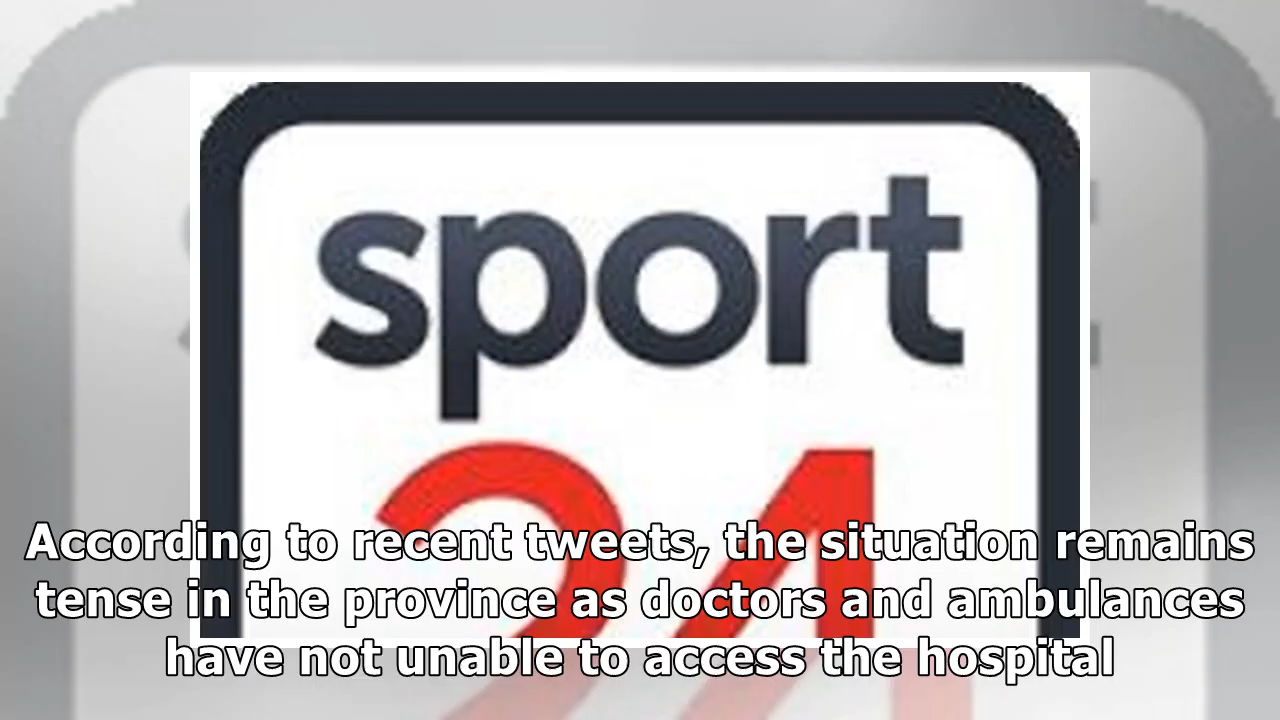 sport
24
According to recent tweets, the situation remains
tense in the province as doctors and ambulances
have not unable to access the hospital